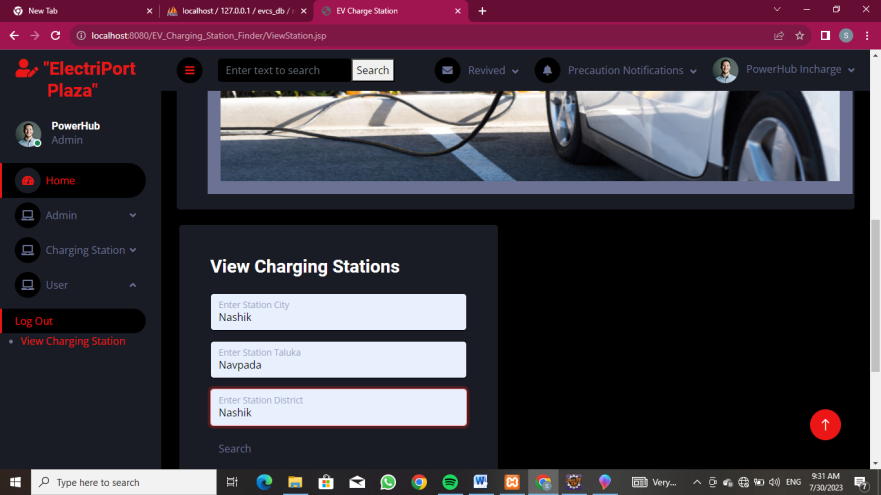 New Tab
localhost / 127.0.0.1 / evcs_db /
EV Charge Station
localhost:8080/EV_Charging_Station_Finder/ViewStation.jsp
S
"ElectriPort
Plaza"
Enter text to search
Search
Revived
Precaution Notifications
PowerHub Incharge
PowerHub
Admin
Home
Admin
Charging Station
User
Log Out
View Charging Station
View Charging Stations
Enter Station City
Nashik
Enter Station Taluka
Navpada
Enter Station District
Nashik
Search
Type here to search
Very...
ENG
9:31 AM
7/30/2023